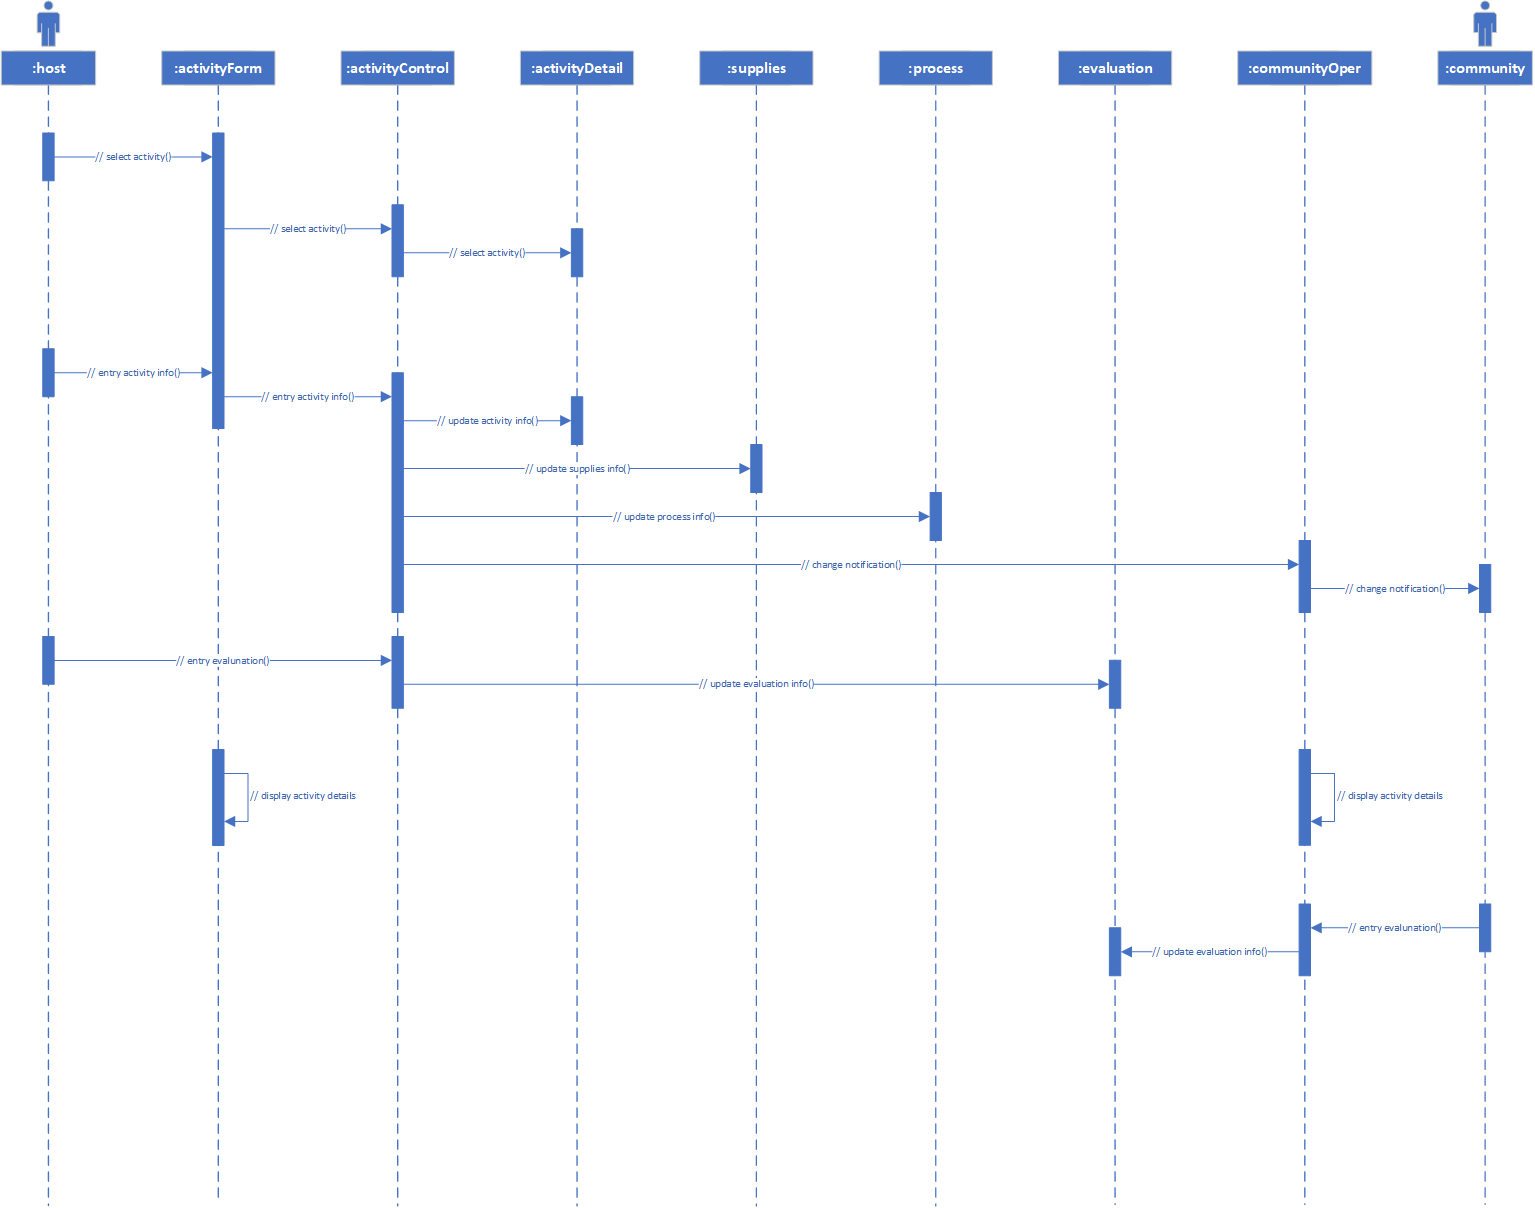 :host
:activityForm
:activityControl
:activityDetail
:supplies
:process
:evaluation
:communityOper
:community
// select activity()
// select activity()
// select activity()
// entry activity info()
// entry activity info()
// update activity info()
// update supplies info()
// update process info()
// change notification()
// change notification()
// entry evalunation()
// update evaluation info()
// display activity details
// display activity details
// entry evalunation()
// update evaluation info()